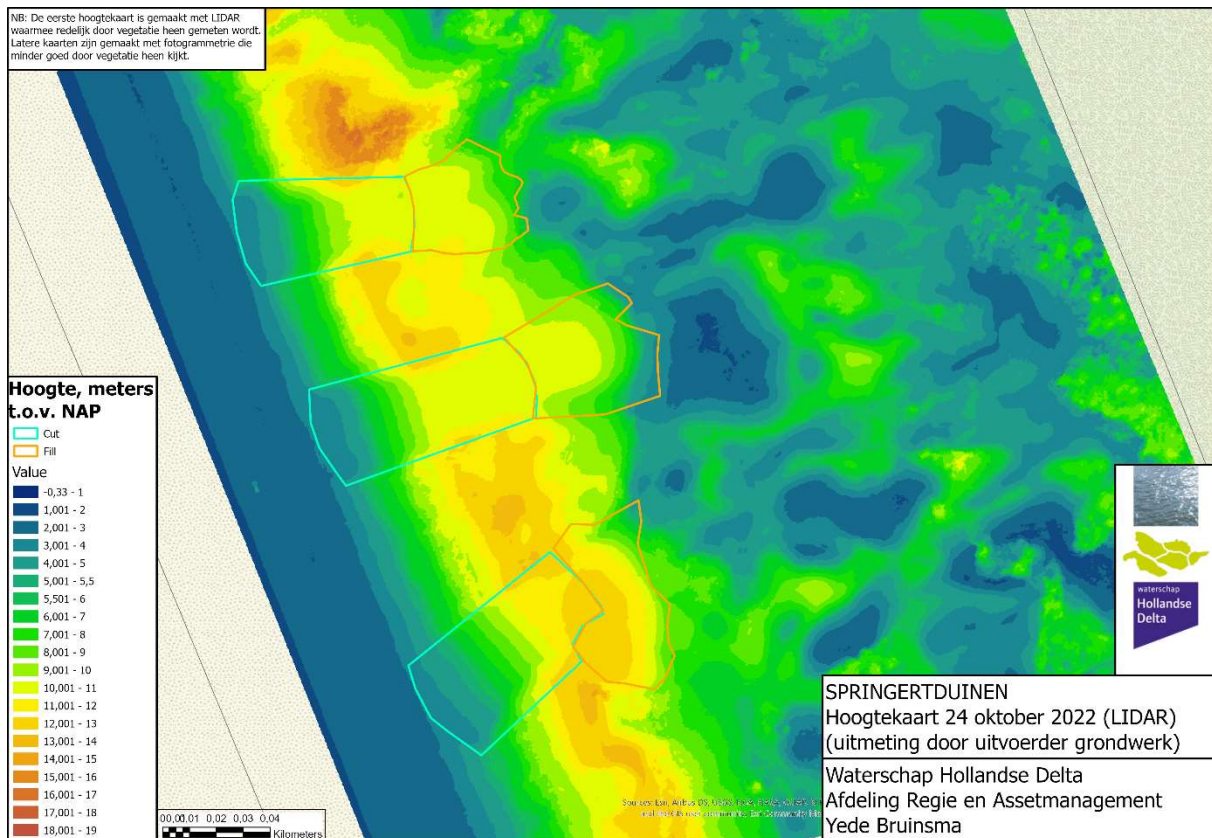 NB: De eerste hoogtekaart is gemaakt met LIDAR
waarmee redelijk door vegetatie heen gemeten wordt.
Latere kaarten zijn gemaakt met fotogrammetrie die
minder goed door vegetatie heen kijkt.
Hoogte, meters
t.o.v. NAP
Cut
Fill
Value
-0,33 - 1
1,001 - 2
2,001 - 3
3,001 - 4
4,001 - 5
5,001 - 5,5
5,501 - 6
6,001 - 7
7,001 - 8
8,001 - 9
9,001 - 10
10,001 - 11
11,001 - 12
12,001 - 13
13,001 - 14
14,001 - 15
15,001 - 16
16,001 - 17
17,001 - 18
18,001 - 19
00,0 0,01 0,02 0,03 0,04
Kilometers
waterschap
Hollandse
Delta
SPRINGERTDUINEN
Hoogtekaart 24 oktober 2022 (LIDAR)
(uitmeting door uitvoerder grondwerk)
Waterschap Hollandse Delta
Afdeling Regie en Assetmanagement
Yede Bruinsma
Sources: Esri, Airbus DS, USGS,